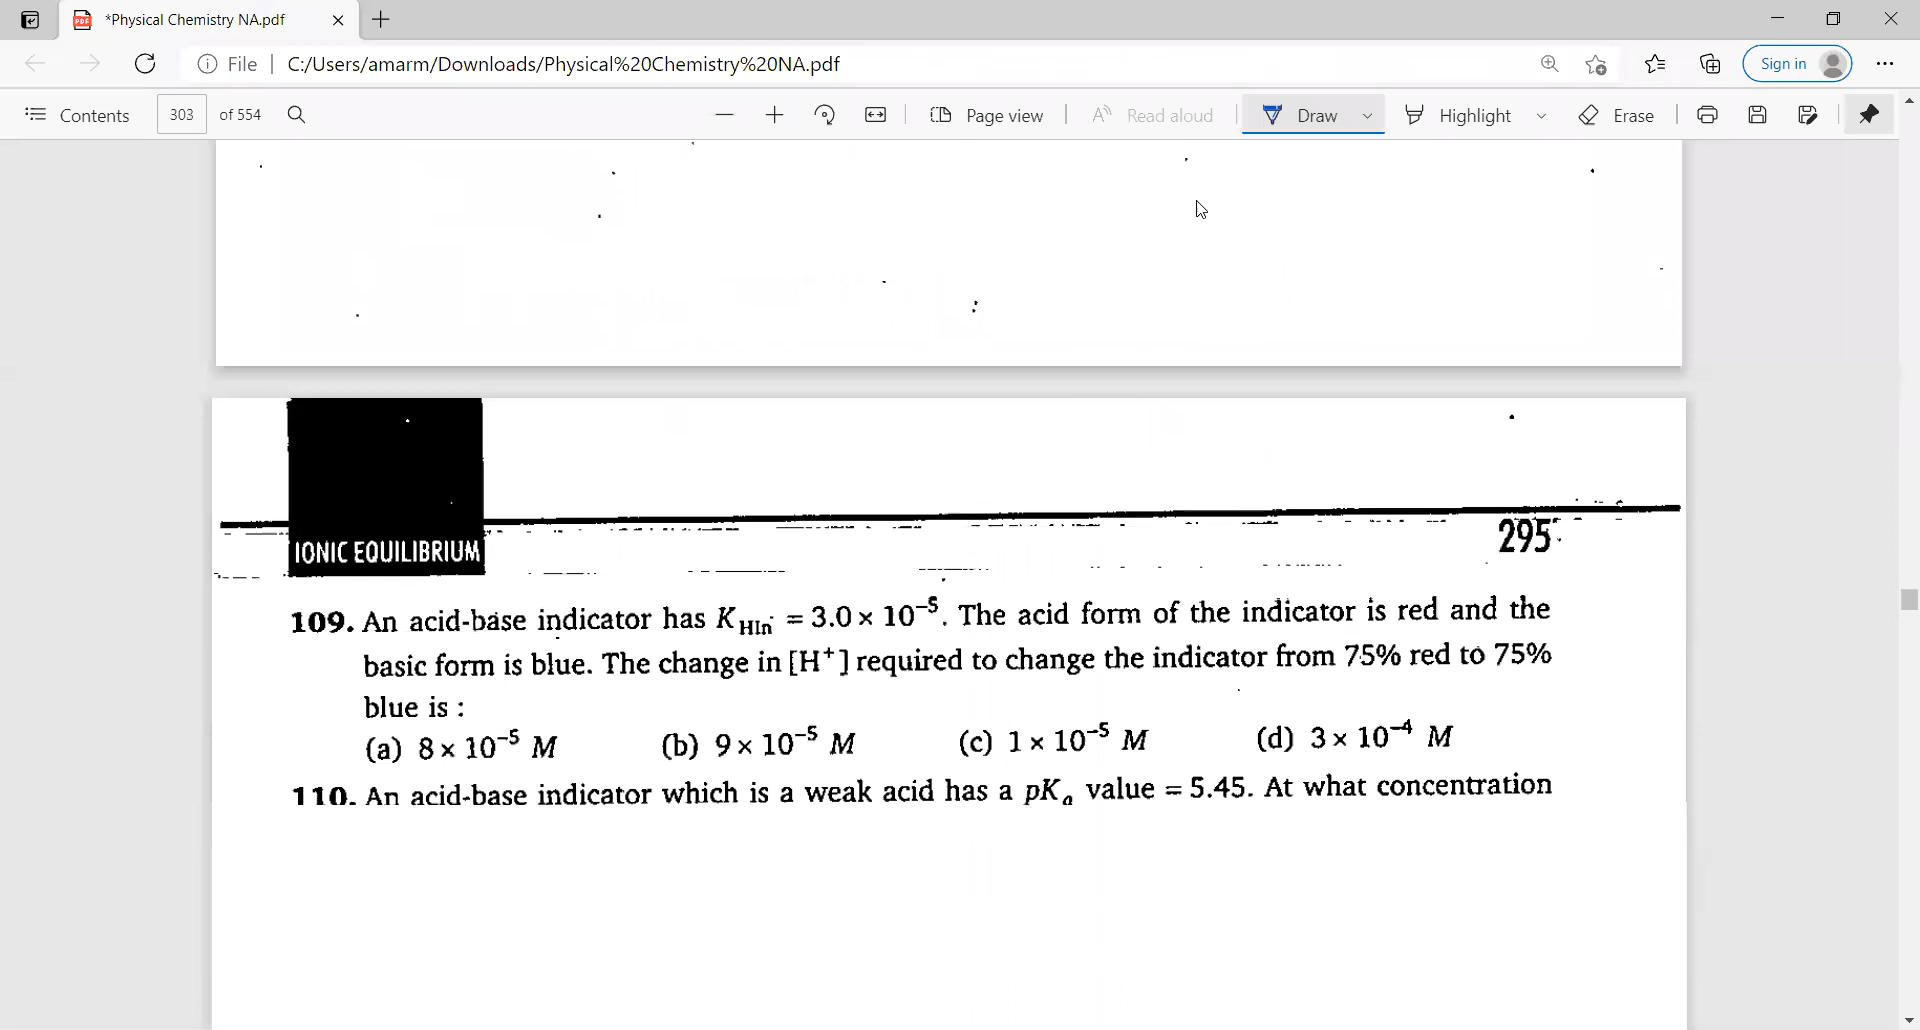 *Physical Chemistry NA.pdf
File | C:/Users/amarm/Downloads/Physical%20Chemistry%20NA.pdf
Sign in
Contents 303 of 554 Page view Read aloud Draw Highlight Erase
295
IONIC EQUILIBRIUM
109. An acid-base indicator has K_HIn = 3.0 × 10⁻⁵. The acid form of the indicator is red and the
basic form is blue. The change in [H⁺] required to change the indicator from 75% red to 75%
blue is :
(a) 8 × 10⁻⁵ M (b) 9 × 10⁻⁵ M (c) 1 × 10⁻⁵ M (d) 3 × 10⁻⁴ M
110. An acid-base indicator which is a weak acid has a pKₐ value = 5.45. At what concentration